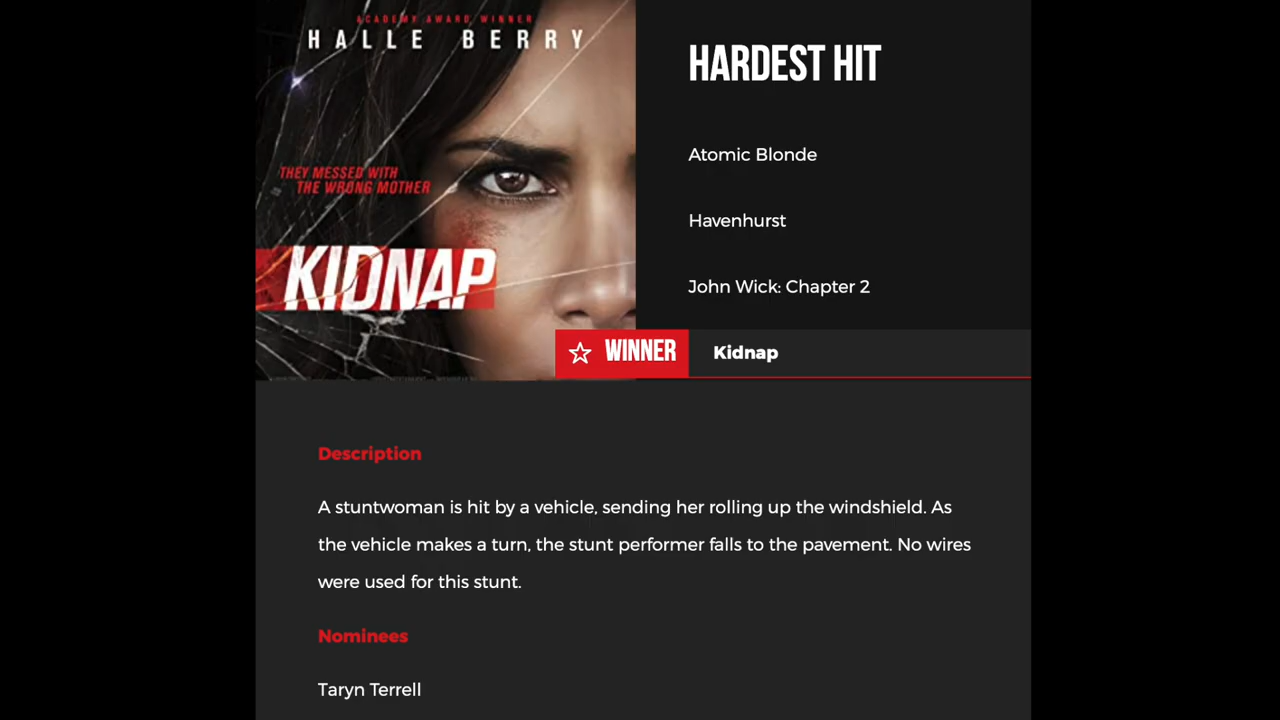 ACADEMY AWARD WINNER
HALLE BERRY
THEY MESSED WITH
THE WRONG MOTHER
KIDNAP
HARDEST HIT
Atomic Blonde
Havenhurst
John Wick: Chapter 2
WINNER
Kidnap
Description
A stuntwoman is hit by a vehicle, sending her rolling up the windshield. As
the vehicle makes a turn, the stunt performer falls to the pavement. No wires
were used for this stunt.
Nominees
Taryn Terrell